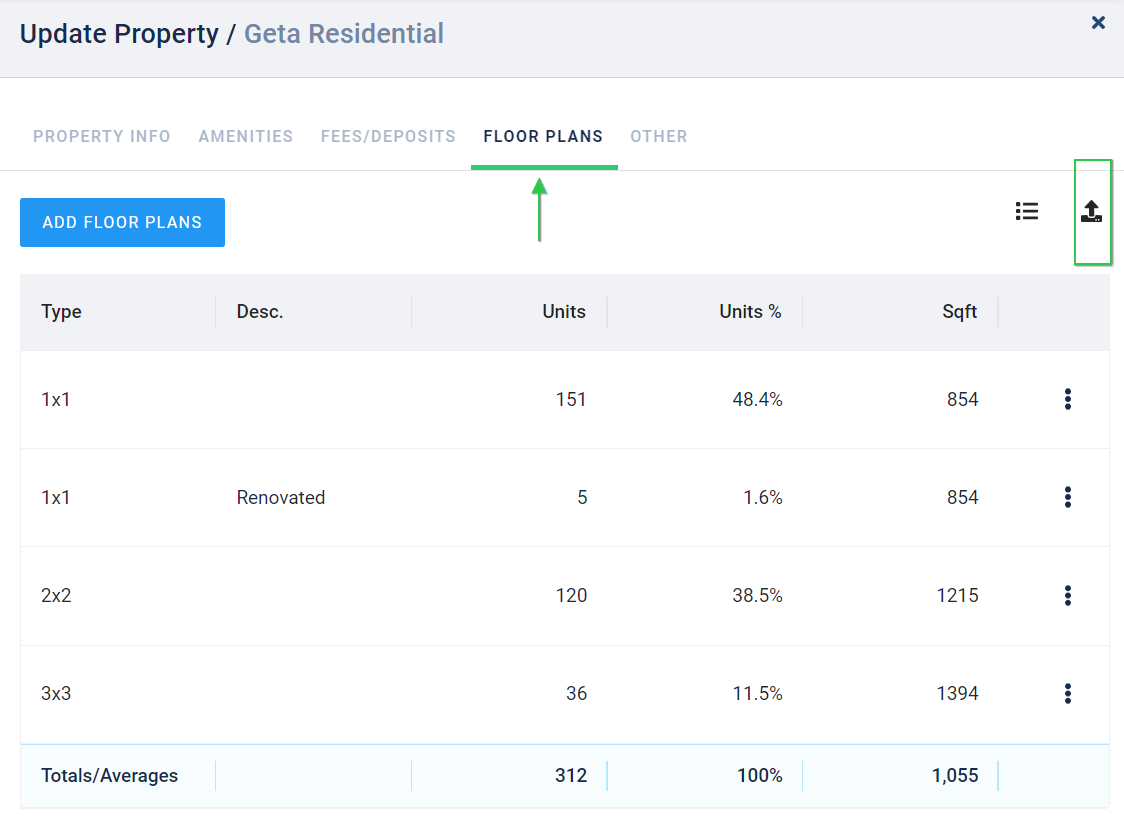 Update Property / Geta Residential
PROPERTY INFO AMENITIES FEES/DEPOSITS FLOOR PLANS OTHER
ADD FLOOR PLANS
Type Desc. Units Units % Sqft
1x1 151 48.4% 854
1x1 Renovated 5 1.6% 854
2x2 120 38.5% 1215
3x3 36 11.5% 1394
Totals/Averages 312 100% 1,055